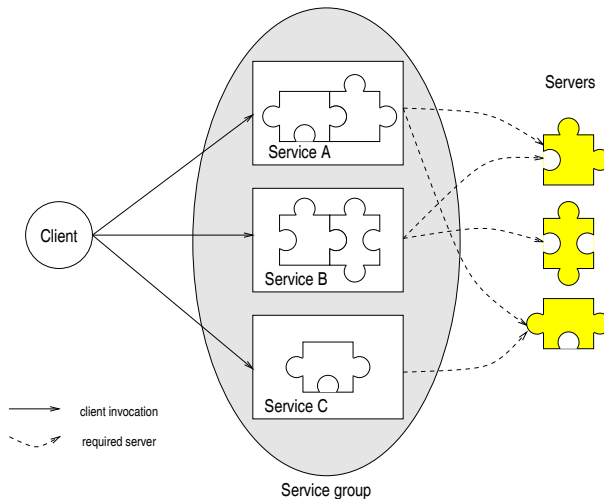 Servers
Service A
Client
Service B
Service C
client invocation
required server
Service group